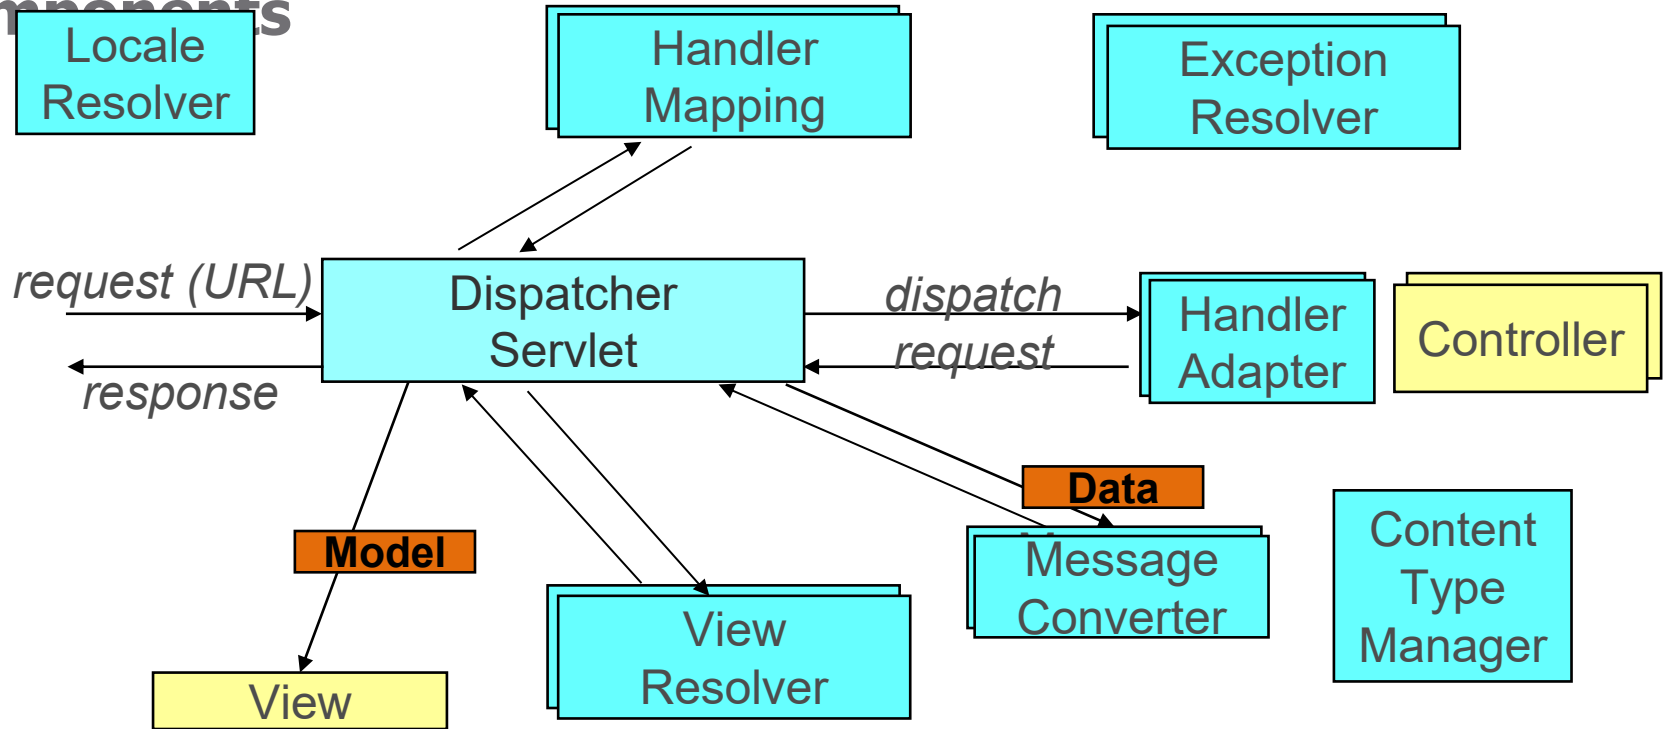 Locale
Resolver
Handler
Mapping
Exception
Resolver
request (URL)
Dispatcher
Servlet
dispatch
request
Handler
Adapter
Controller
response
Data
Model
Message
Converter
Content
Type
Manager
View
Resolver
View